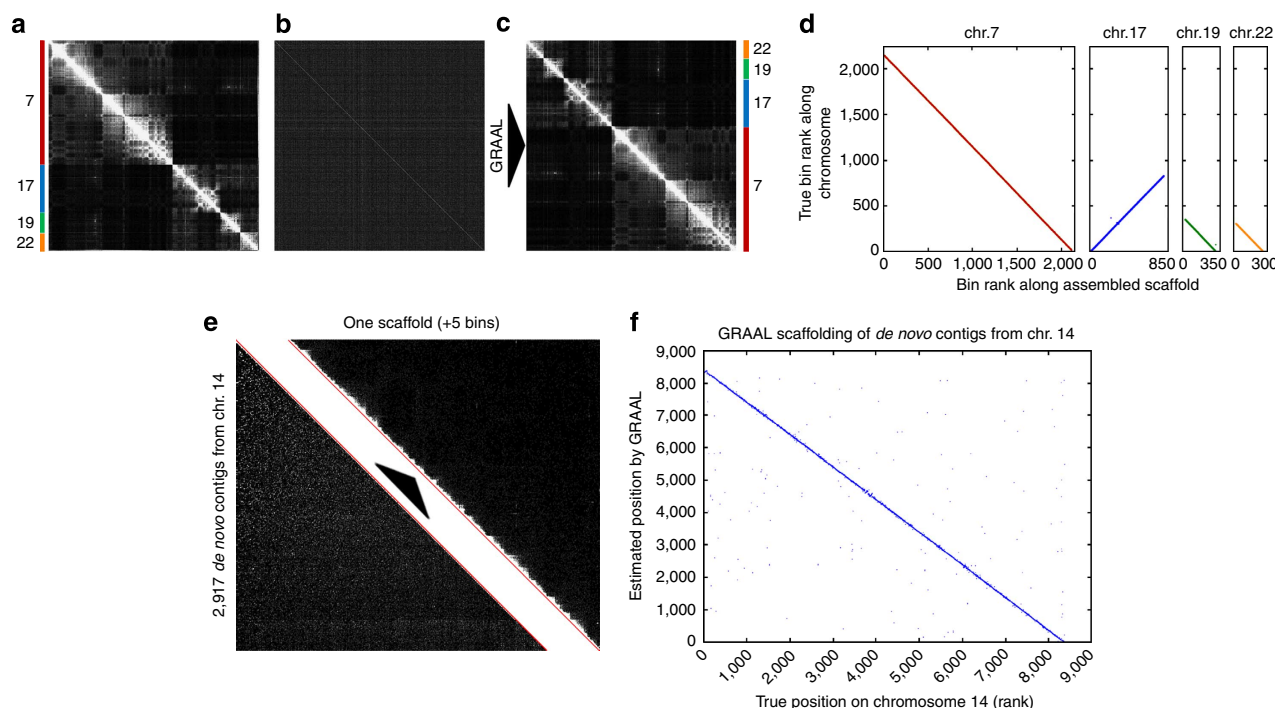 a
b
c
d
7
17
19
22
GRAAL
22
19
17
7
chr.7
chr.17
chr.19
chr.22
True bin rank along
chromosome
2,000
1,500
1,000
500
0
0
500
1,000
1,500
2,000
0
850
0
350
0
300
Bin rank along assembled scaffold
e
One scaffold (+5 bins)
2,917 de novo contigs from chr. 14
f
GRAAL scaffolding of de novo contigs from chr. 14
Estimated position by GRAAL
9,000
8,000
7,000
6,000
5,000
4,000
3,000
2,000
1,000
0
0
1,000
2,000
3,000
4,000
5,000
6,000
7,000
8,000
9,000
True position on chromosome 14 (rank)